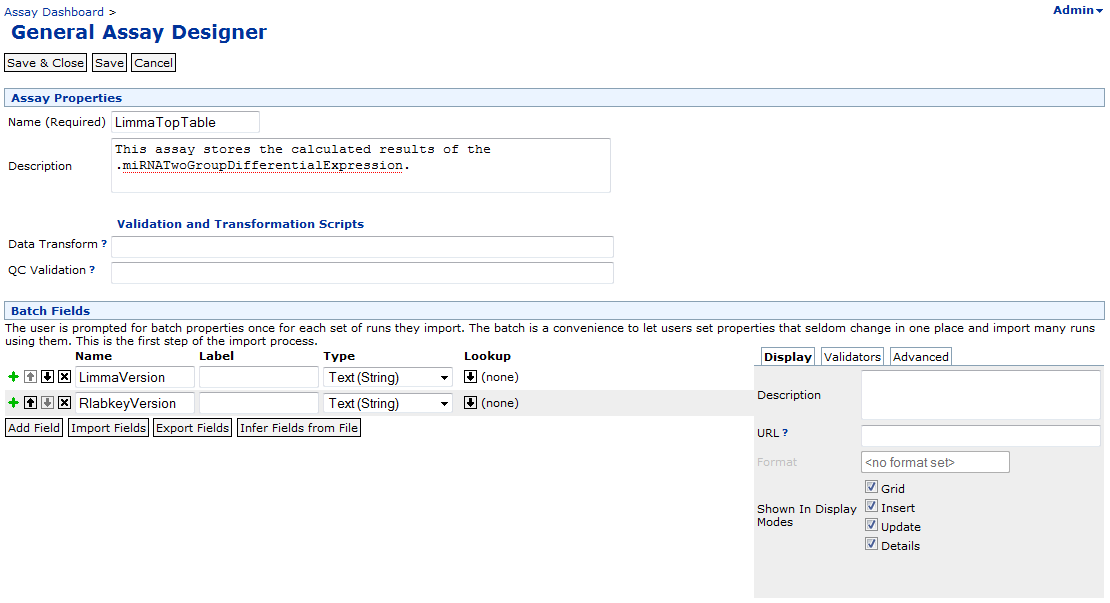 Assay Dashboard >
Admin
General Assay Designer
Save & Close Save Cancel
Assay Properties
Name (Required) LimmaTopTable
Description
This assay stores the calculated results of the
.miRNATwoGroupDifferentialExpression.
Validation and Transformation Scripts
Data Transform ?
QC Validation ?
Batch Fields
The user is prompted for batch properties once for each set of runs they import. The batch is a convenience to let users set properties that seldom change in one place and import many runs
using them. This is the first step of the import process.
Name Label Type Lookup
LimmaVersion Text (String) (none)
RlabkeyVersion Text (String) (none)
Add Field Import Fields Export Fields Infer Fields from File
Display Validators Advanced
Description
URL ?
Format <no format set>
Shown In Display
Modes
Grid
Insert
Update
Details